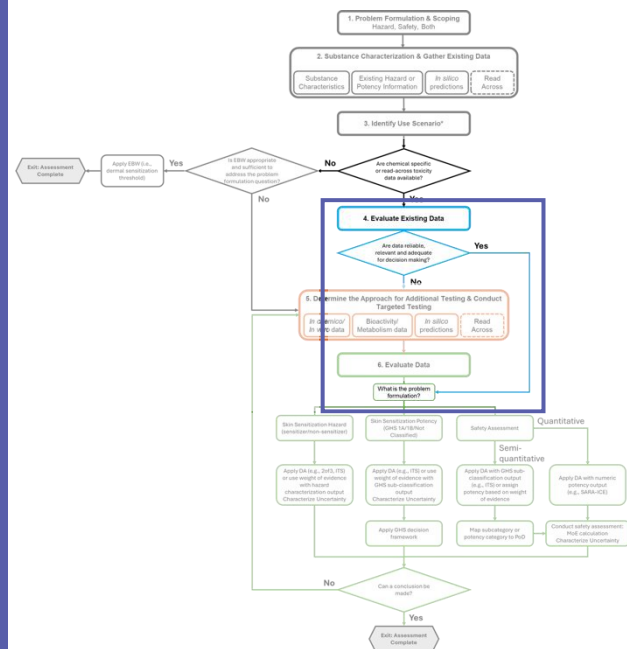 1. Problem Formulation & Scoping
Hazard, Safety, Both
2. Substance Characterization & Gather Existing Data
Substance
Characteristics
Existing Hazard or
Potency Information
In silico
predictions
Read
Across
3. Identify Use Scenario*
Exit: Assessment
Complete
Apply EBW (i.e.,
dermal sensitization
threshold)
Yes
Is EBW appropriate
and sufficient to
address the problem
formulation question?
No
Are chemical specific
or read-across toxicity
data available?
No
Yes
4. Evaluate Existing Data
Are data reliable,
relevant and adequate
for decision making?
Yes
No
5. Determine the Approach for Additional Testing & Conduct
Targeted Testing
In chemico/
In vivo data
Bioactivity/
Metabolism data
In silico
predictions
Read
Across
6. Evaluate Data
What is the problem
formulation?
Skin Sensitization Hazard
(sensitizer/non-sensitizer)
Skin Sensitization Potency
(GHS 1A/1B/Not
Classified)
Safety Assessment
Quantitative
Semi-
quantitative
Apply DA (e.g., 2of3, ITS)
or use weight of evidence
with hazard
characterization output
Characterize Uncertainty
Apply DA (e.g., ITS) or use
weight of evidence with
GHS sub-classification
output
Characterize Uncertainty
Apply DA with GHS sub-
classification output
(e.g., ITS) or assign
potency based on weight
of evidence
Apply DA with numeric
potency output
(e.g., SARA-ICE)
Apply GHS decision
framework
Map subcategory or
potency category to PoD
Conduct safety assessment:
MoE calculation
Characterize Uncertainty
No
Can a conclusion be
made?
Yes
Exit: Assessment
Complete